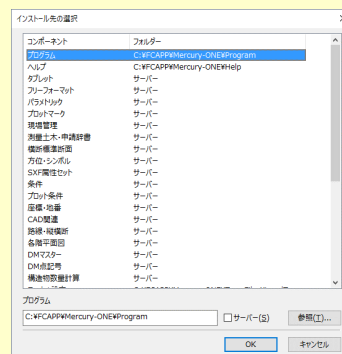 インストール先の選択
コンポーネント フォルダー
プログラム C:¥FCAPP¥Mercury-ONE¥Program
ヘルプ C:¥FCAPP¥Mercury-ONE¥Help
タブレット サーバー
フリーフォーマット サーバー
パラメトリック サーバー
プロットマーク サーバー
現場管理 サーバー
測量土木・申請辞書 サーバー
横断標準断面 サーバー
方位・シンボル サーバー
SXF属性セット サーバー
条件 サーバー
プロット条件 サーバー
座標・地番 サーバー
CAD関連 サーバー
路線・縦横断 サーバー
各階平面図 サーバー
DMマスター サーバー
DM点記号 サーバー
構造物数量計算 サーバー
プログラム
C:¥FCAPP¥Mercury-ONE¥Program サーバー(S) 参照(T)...
OK キャンセル